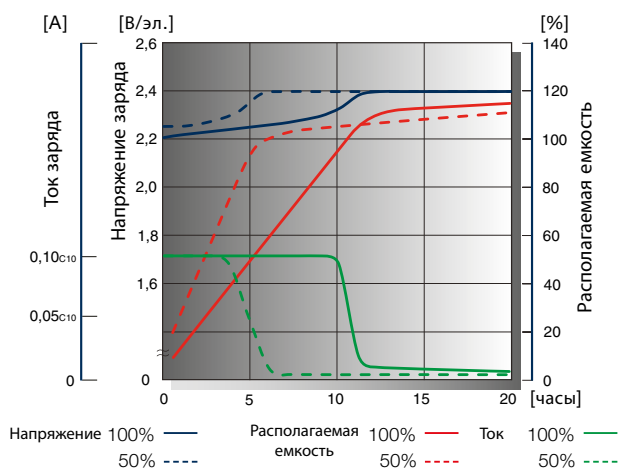 [А] [В/эл.] [%]
Ток заряда
Напряжение заряда
Располагаемая емкость
0,10C10
0,05C10
0
2,6
2,4
2,2
2,0
1,8
1,6
≈
0
140
120
100
80
60
40
20
0
0 5 10 15 20 [часы]
Напряжение 100% Располагаемая 100% Ток 100%
50% емкость 50% 50%